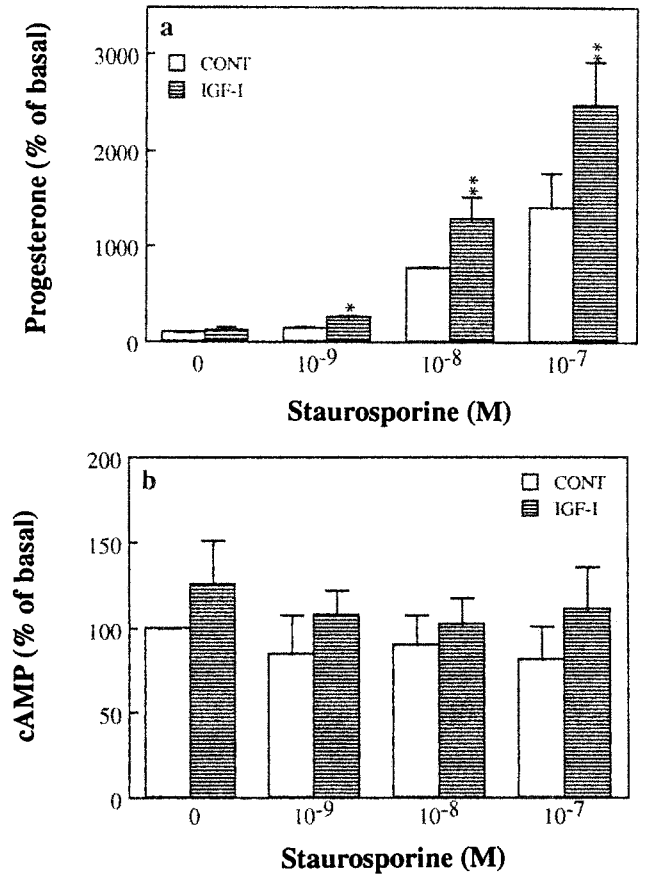 a
Progesterone (% of basal)
3000
2000
1000
0
CONT
IGF-I
*
**
**
0
10-9
10-8
10-7
Staurosporine (M)
b
cAMP (% of basal)
200
150
100
50
0
CONT
IGF-I
0
10-9
10-8
10-7
Staurosporine (M)